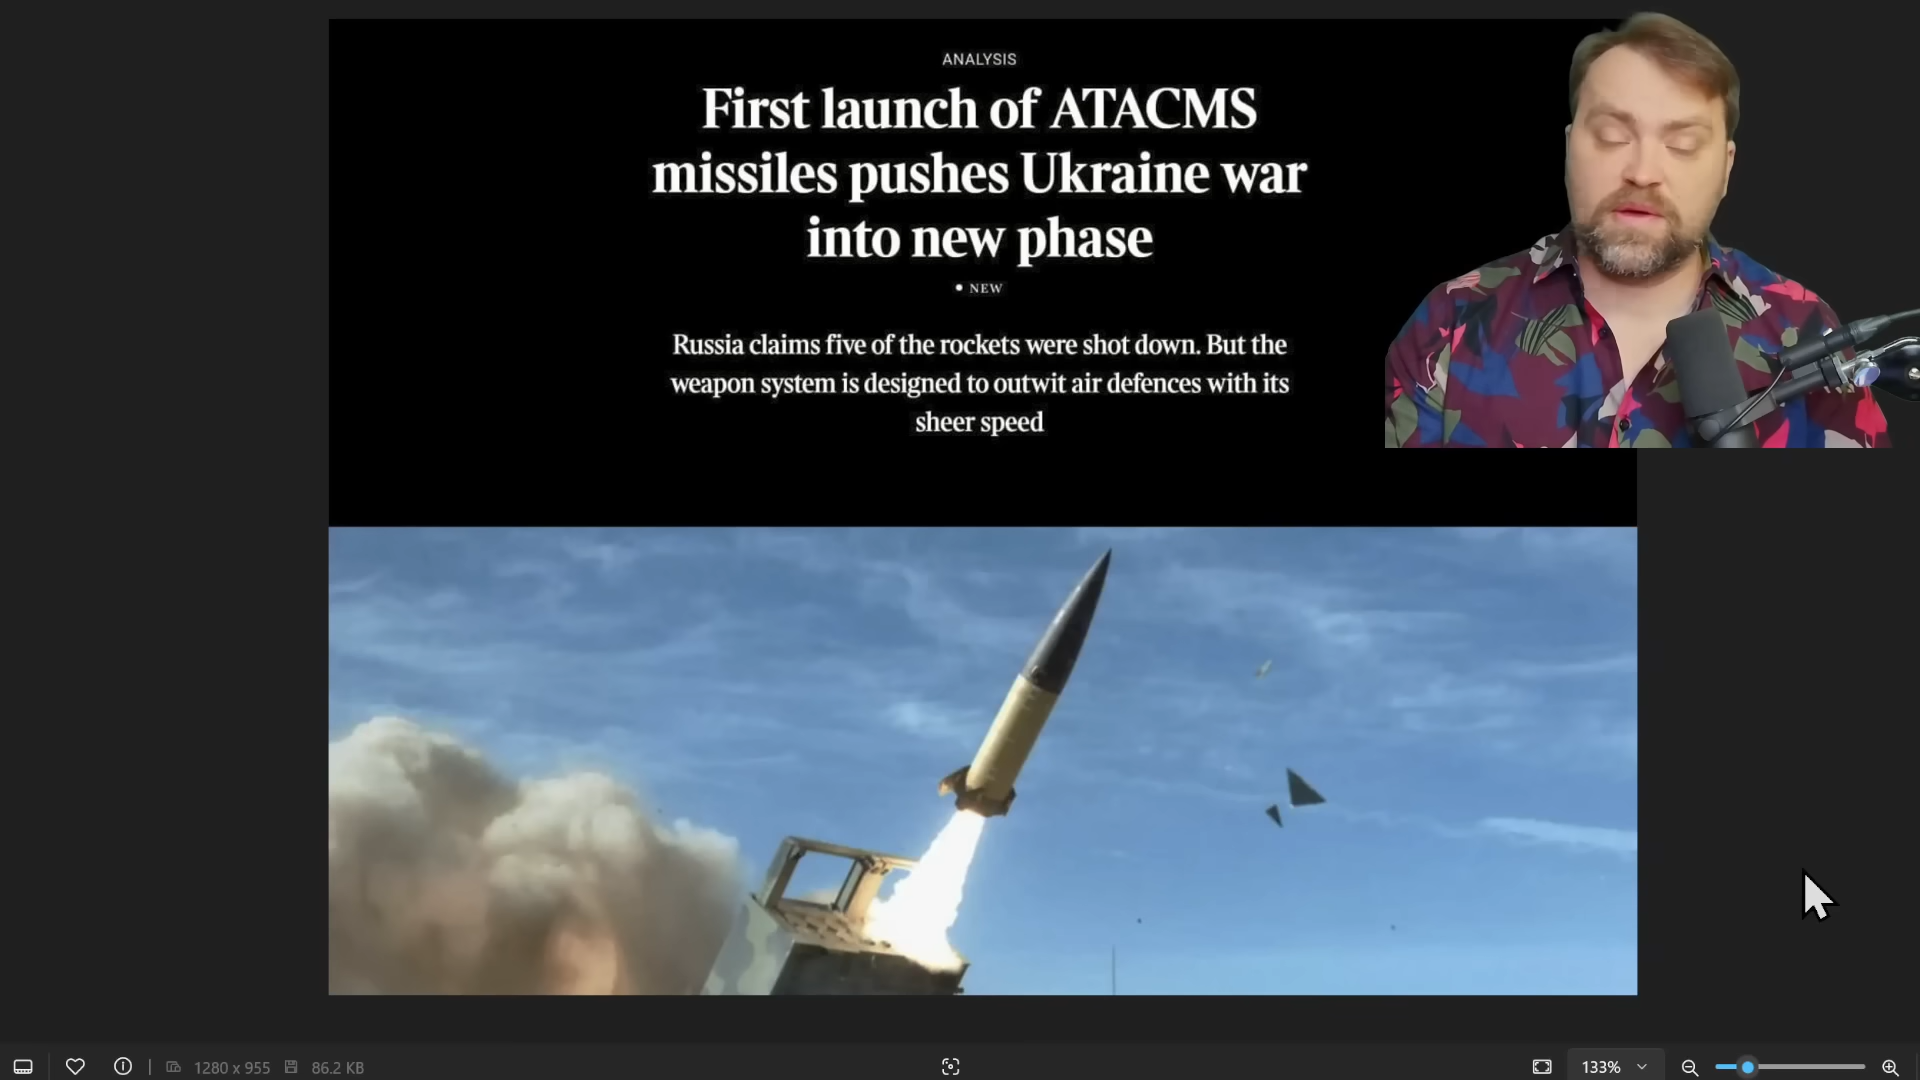 ANALYSIS
First launch of ATACMS
missiles pushes Ukraine war
into new phase
• NEW
Russia claims five of the rockets were shot down. But the
weapon system is designed to outwit air defences with its
sheer speed
1280 x 955
86.2 KB
133%